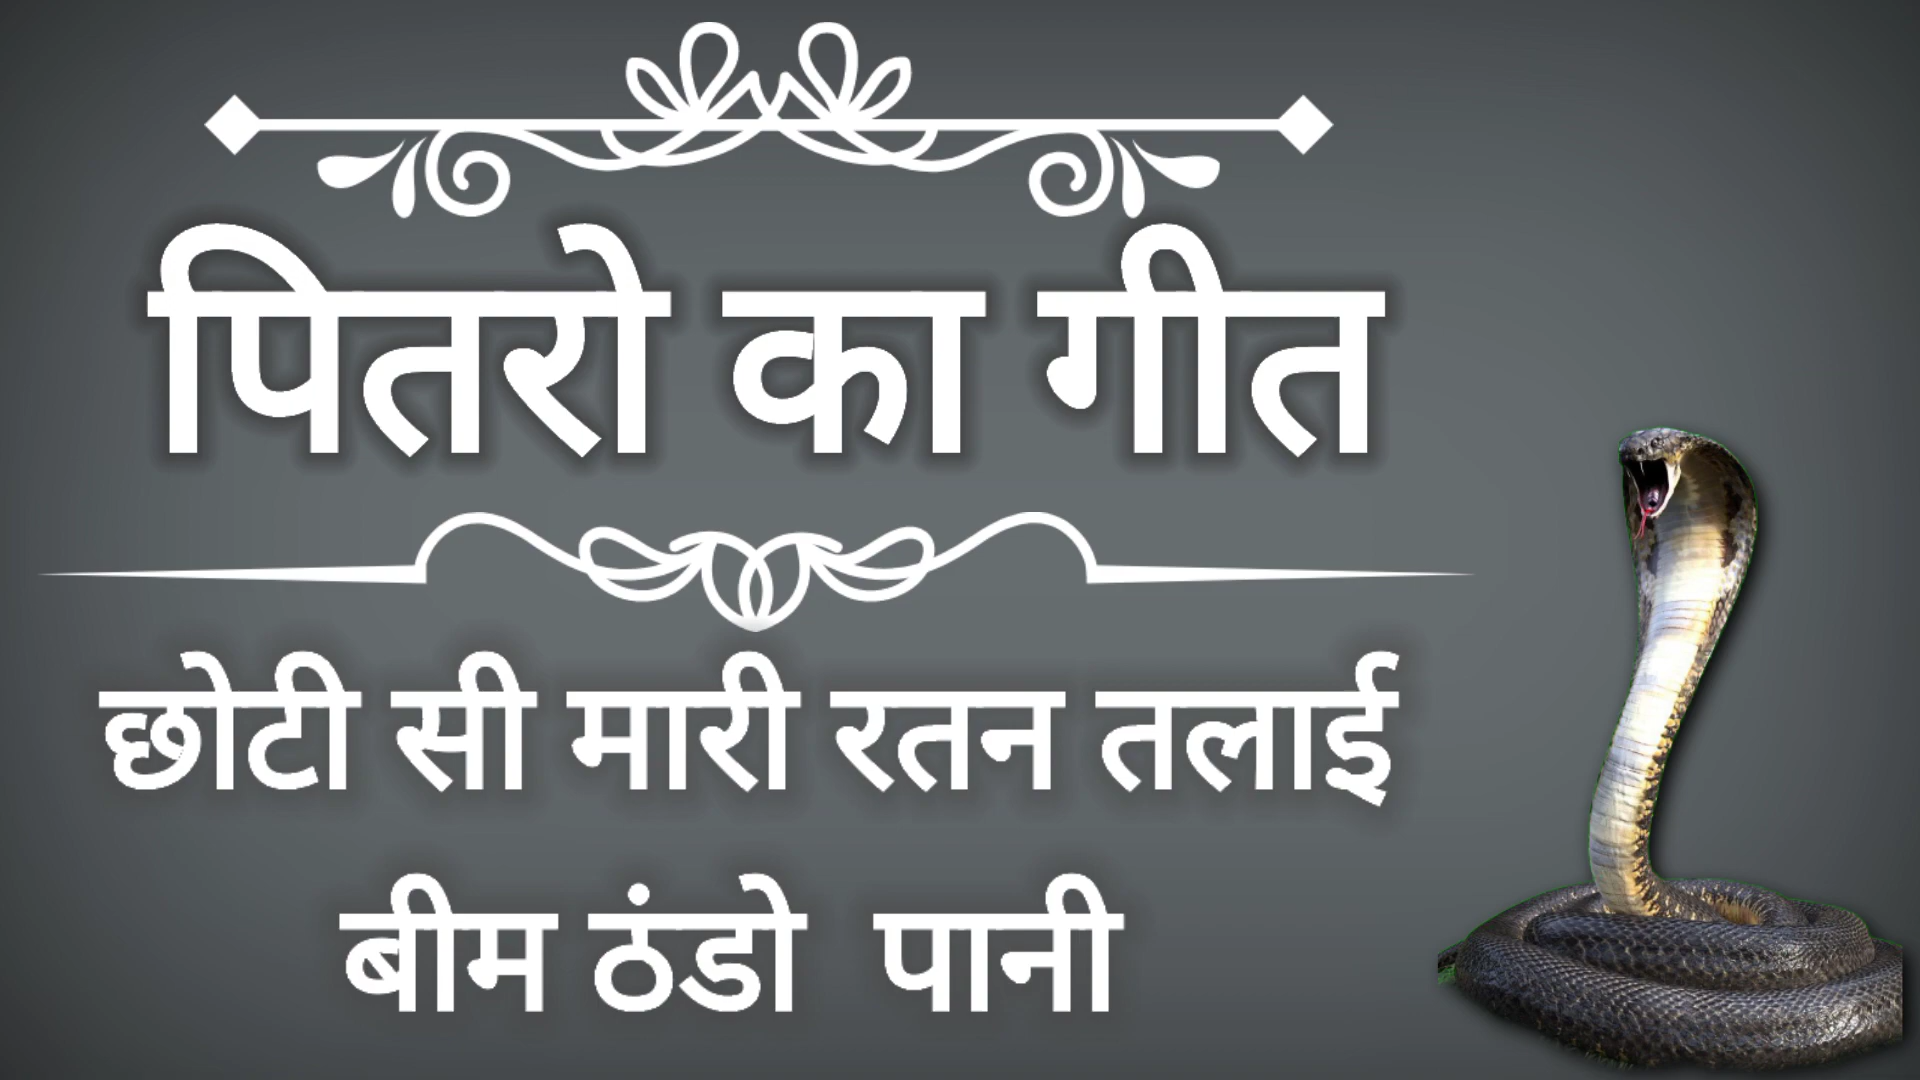 पितरो का गीत
छोटी सी मारी रतन तलाई
बीम ठंडो पानी